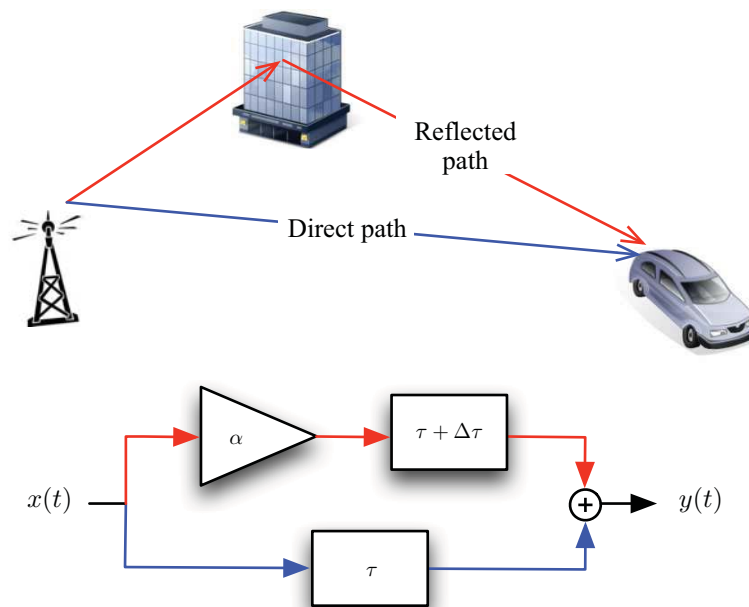 Reflected
path
Direct path
α
τ + Δτ
x(t)
+
y(t)
τ